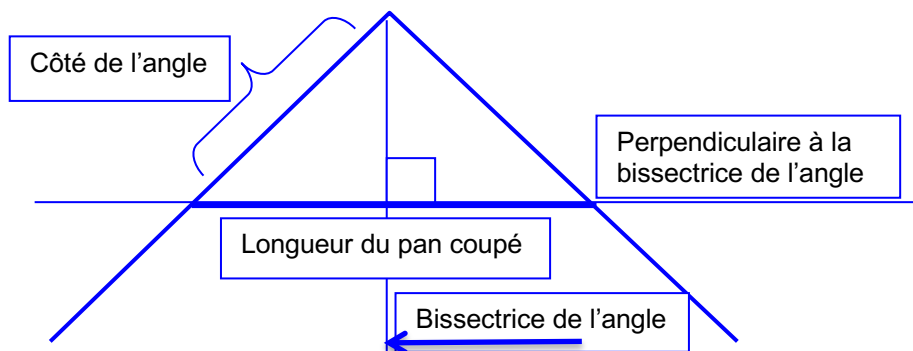 Côté de l’angle
Perpendiculaire à la
bissectrice de l’angle
Longueur du pan coupé
Bissectrice de l’angle